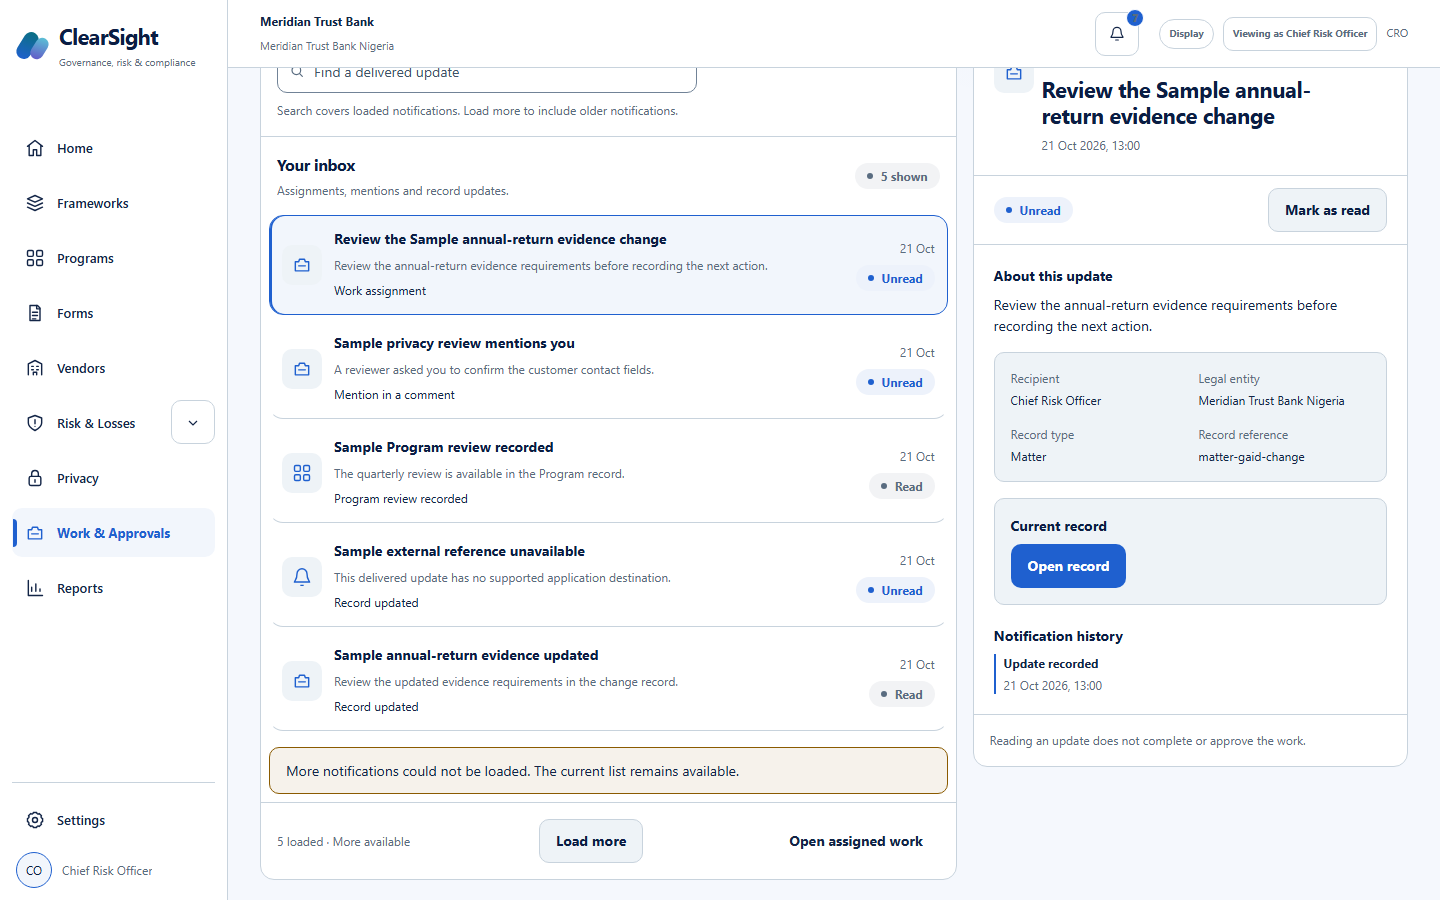 ClearSight
Governance, risk & compliance
Home
Frameworks
Programs
Forms
Vendors
Risk & Losses
Privacy
Work & Approvals
Reports
Settings
CO
Chief Risk Officer
Meridian Trust Bank
Meridian Trust Bank Nigeria
Display
Viewing as Chief Risk Officer
CRO
Find a delivered update
Search covers loaded notifications. Load more to include older notifications.
Your inbox
Assignments, mentions and record updates.
5 shown
Review the Sample annual-return evidence change
Review the annual-return evidence requirements before recording the next action.
Work assignment
21 Oct
Unread
Sample privacy review mentions you
A reviewer asked you to confirm the customer contact fields.
Mention in a comment
21 Oct
Unread
Sample Program review recorded
The quarterly review is available in the Program record.
Program review recorded
21 Oct
Read
Sample external reference unavailable
This delivered update has no supported application destination.
Record updated
21 Oct
Unread
Sample annual-return evidence updated
Review the updated evidence requirements in the change record.
Record updated
21 Oct
Read
More notifications could not be loaded. The current list remains available.
5 loaded · More available
Load more
Open assigned work
Review the Sample annual-
return evidence change
21 Oct 2026, 13:00
Unread
Mark as read
About this update
Review the annual-return evidence requirements before
recording the next action.
Recipient
Chief Risk Officer
Legal entity
Meridian Trust Bank Nigeria
Record type
Matter
Record reference
matter-gaid-change
Current record
Open record
Notification history
Update recorded
21 Oct 2026, 13:00
Reading an update does not complete or approve the work.